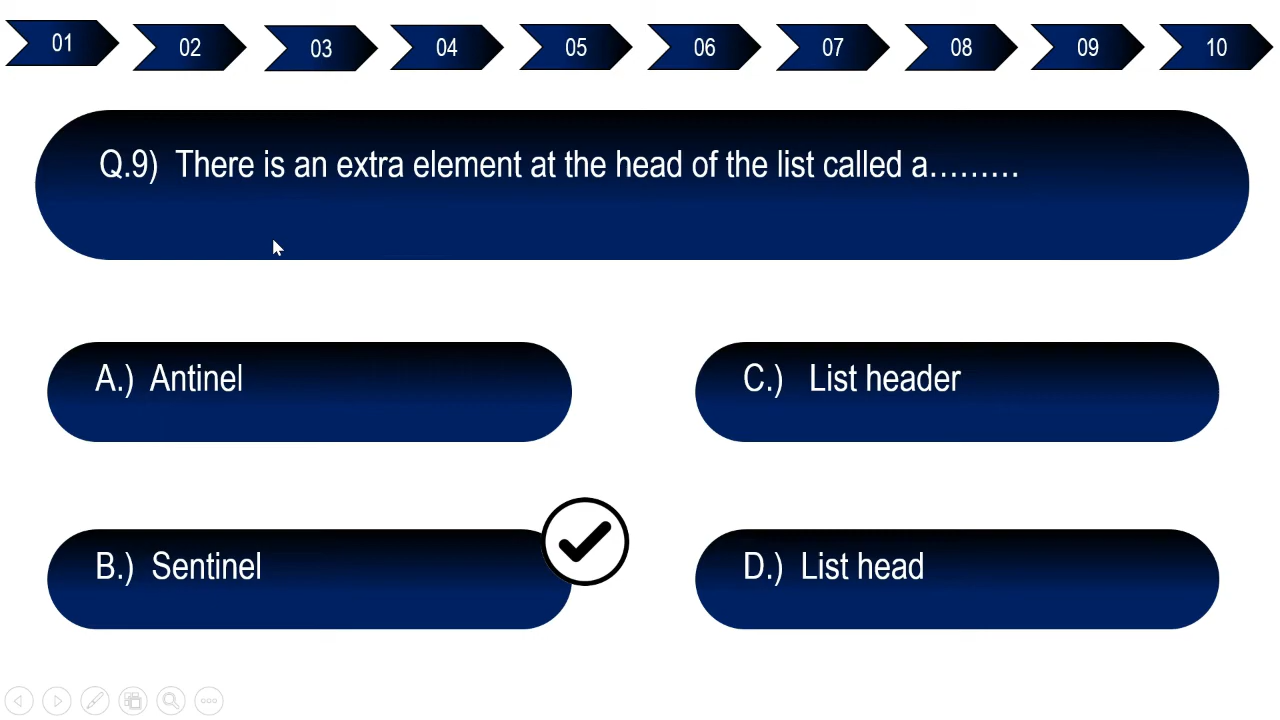 01 02 03 04 05 06 07 08 09 10
Q.9) There is an extra element at the head of the list called a.........
A.) Antinel
C.) List header
B.) Sentinel
D.) List head